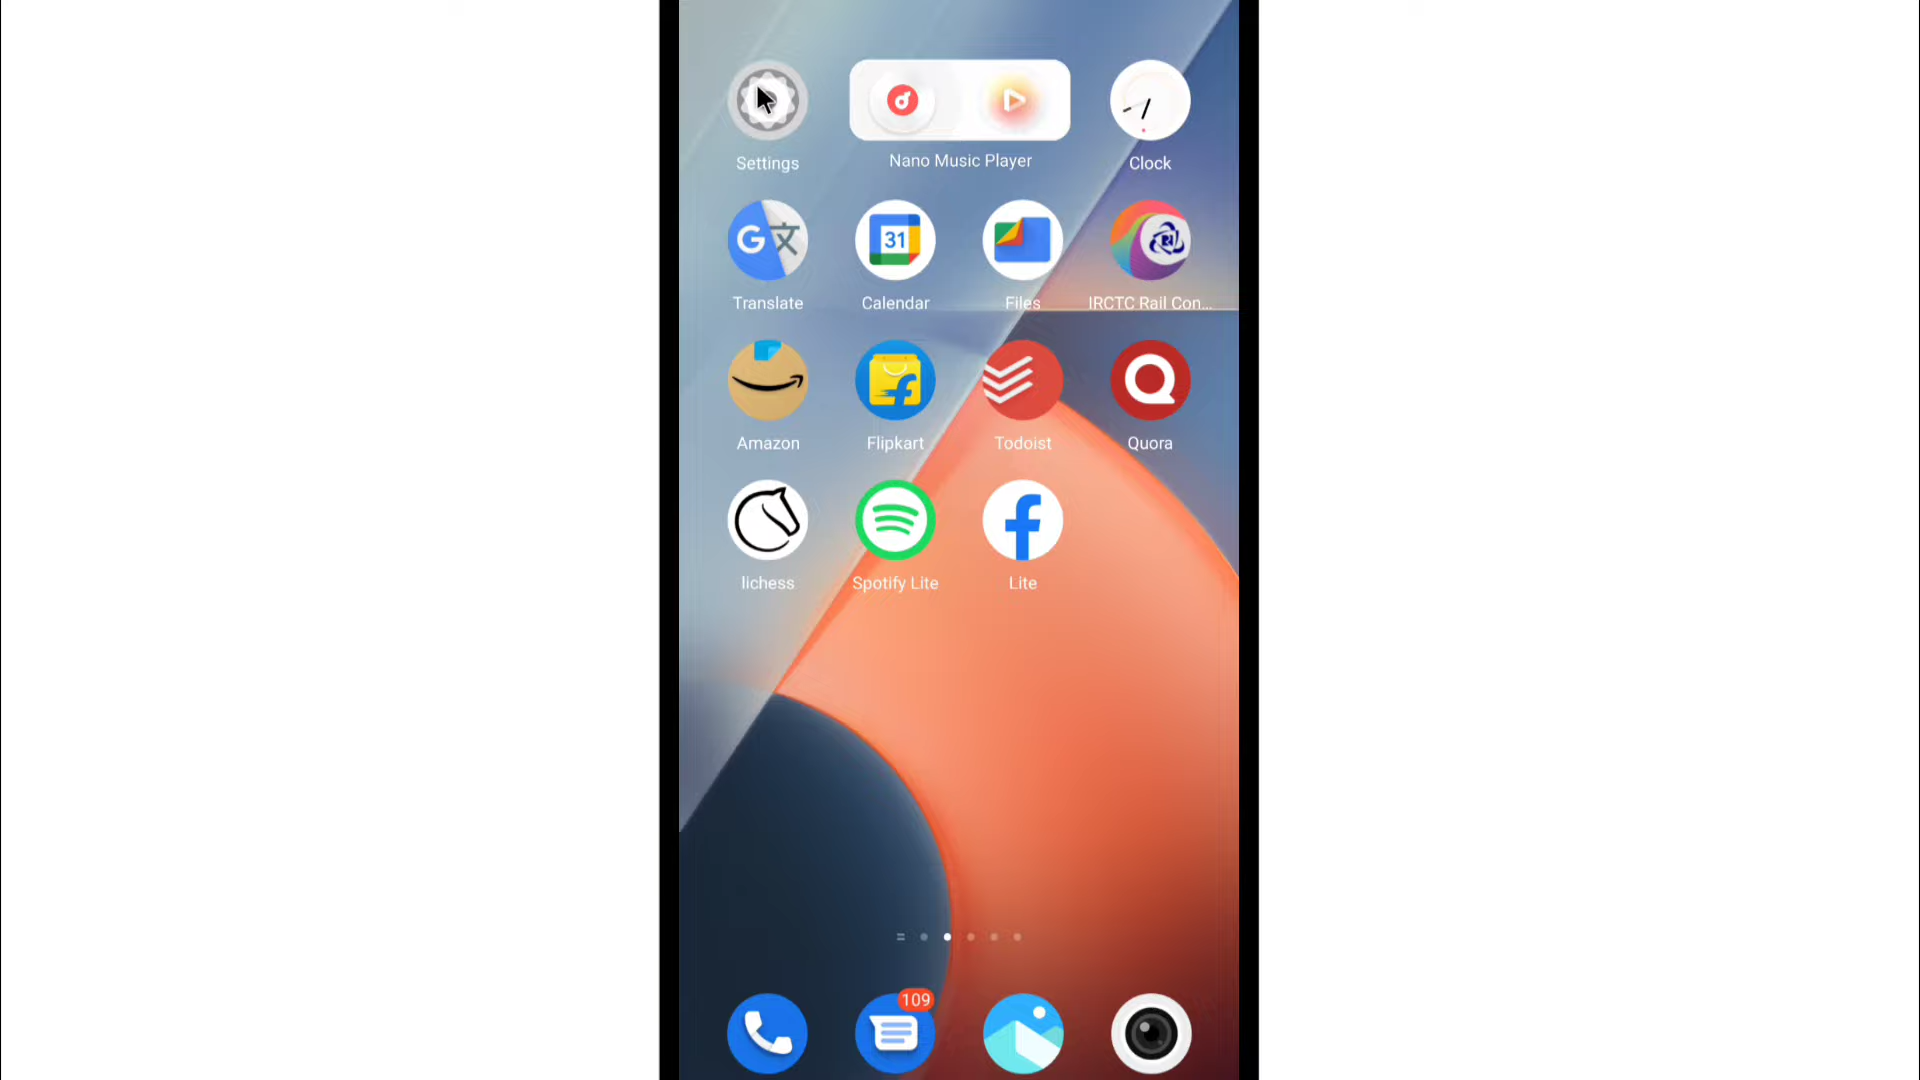 Settings
Nano Music Player
Clock
G 文
Translate
31
Calendar
Files
IRCTC Rail Con...
Amazon
Flipkart
Todoist
Quora
lichess
Spotify Lite
Lite
109